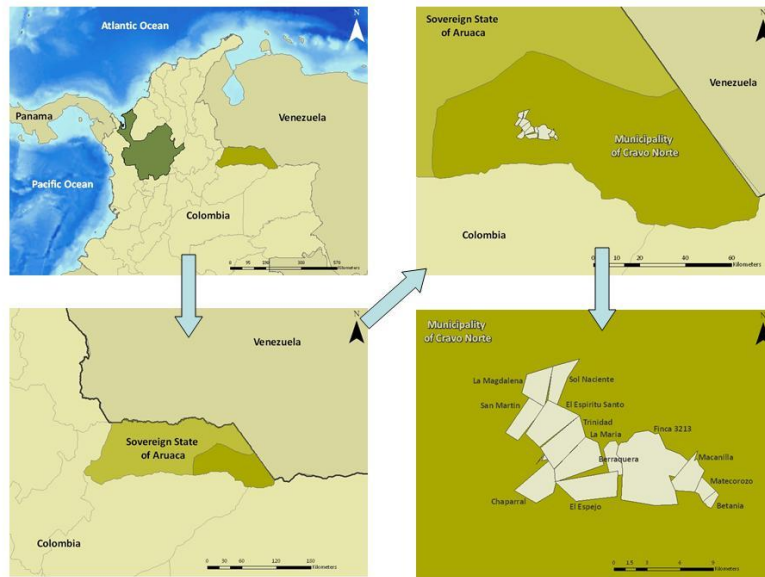 Atlantic Ocean
N
Panama
Venezuela
Pacific Ocean
Colombia
Kilometers
Sovereign State
of Aruaca
N
Venezuela
Municipality
of Cravo Norte
Colombia
0 10 20 40 60
Kilometers
N
Venezuela
Sovereign State
of Aruaca
Colombia
0 30 60 120 180
Kilometers
Municipality
of Cravo Norte
N
La Magdalena
Sol Naciente
San Martin
El Espiritu Santo
Trinidad
La Maria
Finca 3213
Berraquera
Macanilla
Matecorozo
Chaparral
El Espejo
Betania
0 1.5 3 6 9
Kilometers